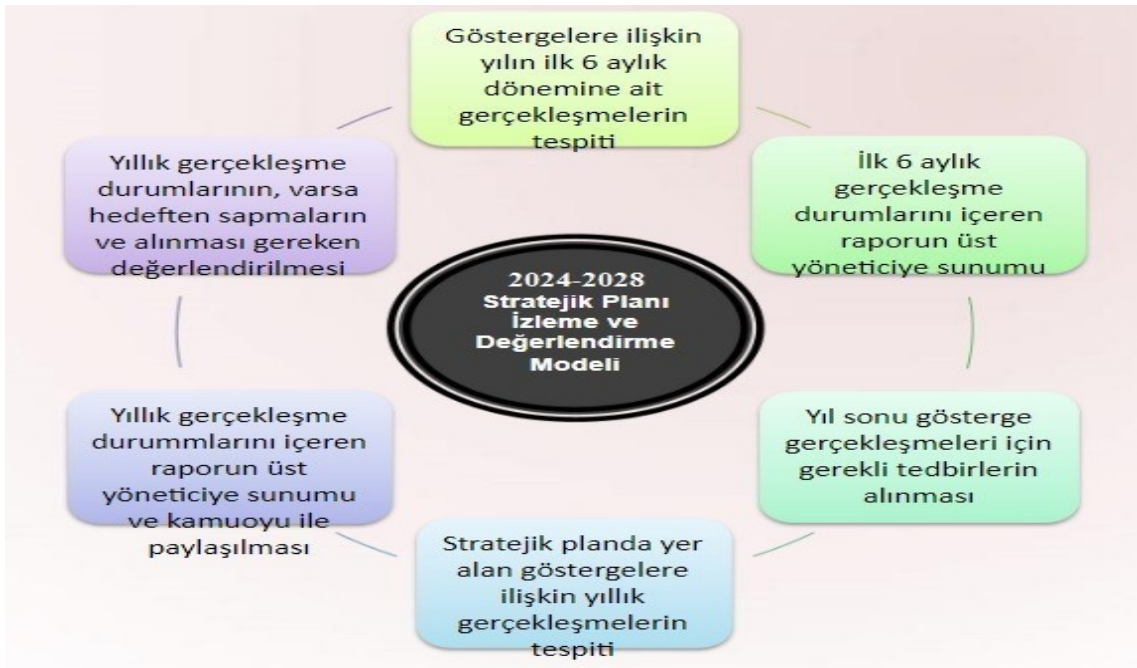 Göstergelere ilişkin
yılın ilk 6 aylık
dönemine ait
gerçekleşmelerin
tespiti
İlk 6 aylık
gerçekleşme
durumlarını içeren
raporun üst
yöneticiye sunumu
Yıl sonu gösterge
gerçekleşmeleri için
gerekli tedbirlerin
alınması
Stratejik planda yer
alan göstergelere
ilişkin yıllık
gerçekleşmelerin
tespiti
Yıllık gerçekleşme
durummlarını içeren
raporun üst
yöneticiye sunumu
ve kamuoyu ile
paylaşılması
Yıllık gerçekleşme
durumlarının, varsa
hedeften sapmaların
ve alınması gereken
değerlendirilmesi
2024-2028
Stratejik Planı
İzleme ve
Değerlendirme
Modeli